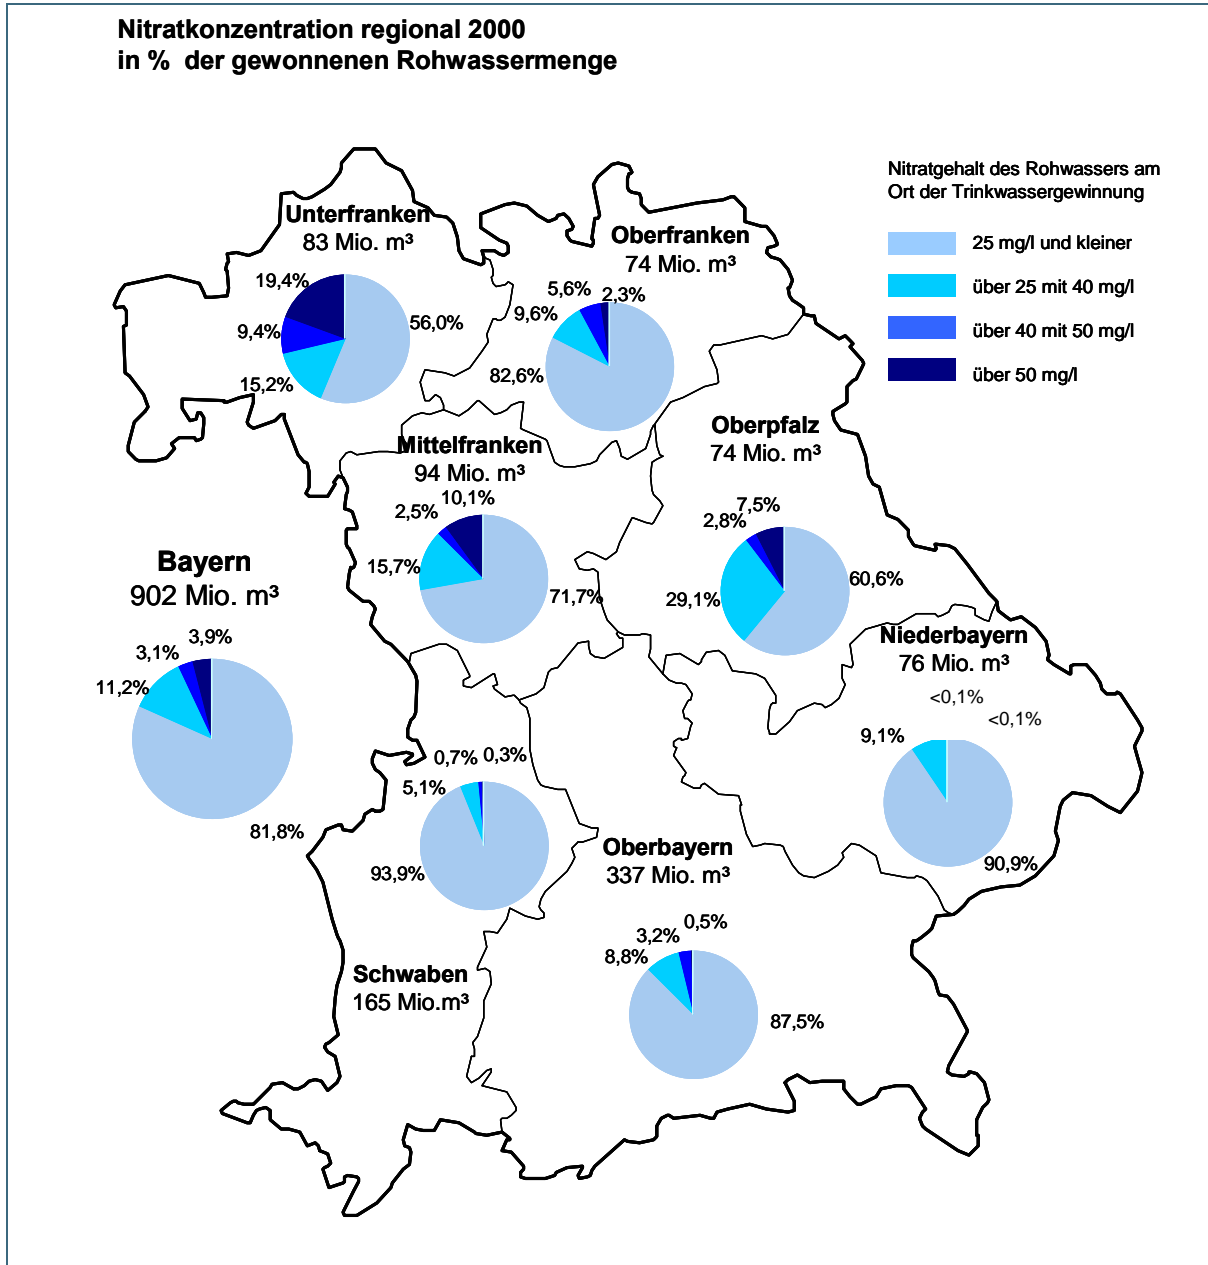 Nitratkonzentration regional 2000
in % der gewonnenen Rohwassermenge
Nitratgehalt des Rohwassers am
Ort der Trinkwassergewinnung
25 mg/l und kleiner
über 25 mit 40 mg/l
über 40 mit 50 mg/l
über 50 mg/l
Unterfranken
83 Mio. m³
19,4%
9,4%
15,2%
56,0%
Oberfranken
74 Mio. m³
5,6%
2,3%
9,6%
82,6%
Mittelfranken
94 Mio. m³
10,1%
2,5%
15,7%
71,7%
Oberpfalz
74 Mio. m³
7,5%
2,8%
29,1%
60,6%
Bayern
902 Mio. m³
3,9%
3,1%
11,2%
81,8%
Niederbayern
76 Mio. m³
<0,1%
<0,1%
9,1%
90,9%
0,7% 0,3%
5,1%
93,9%
Schwaben
165 Mio.m³
Oberbayern
337 Mio. m³
0,5%
3,2%
8,8%
87,5%